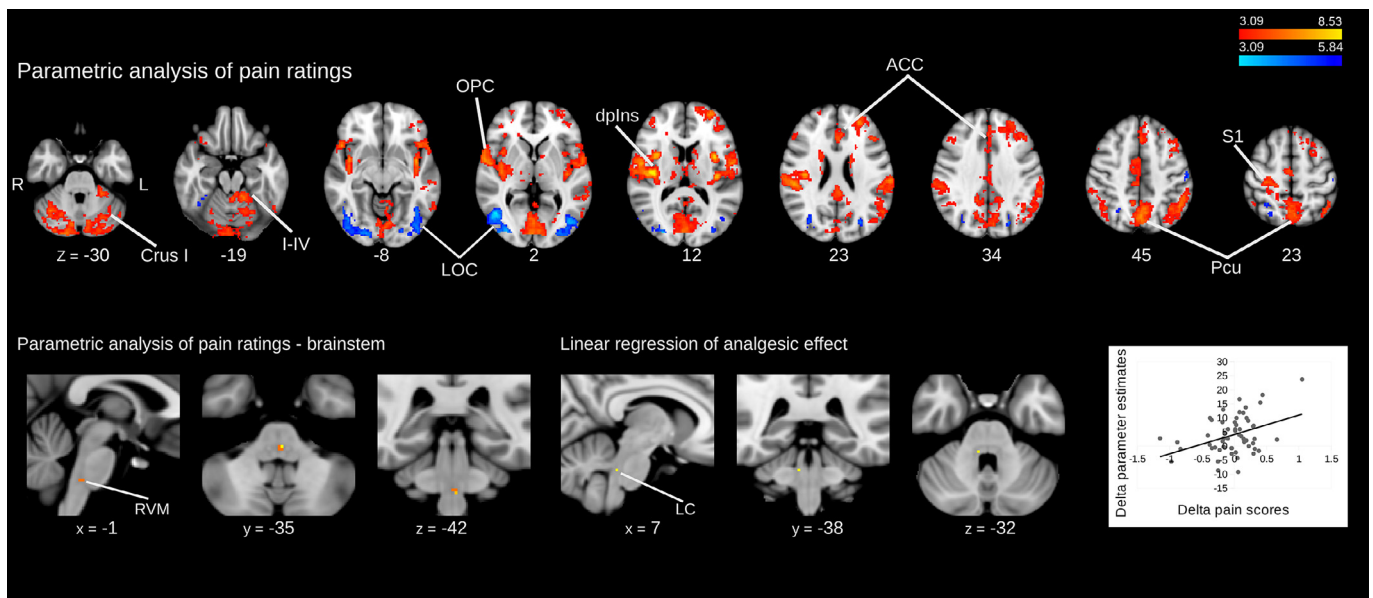 3.09 8.53
3.09 5.84
Parametric analysis of pain ratings
OPC
dpIns
ACC
S1
R
L
Crus I
I-IV
LOC
Pcu
z = -30
-19
-8
2
12
23
34
45
23
Parametric analysis of pain ratings - brainstem
RVM
x = -1
y = -35
z = -42
Linear regression of analgesic effect
LC
x = 7
y = -38
z = -32
Delta parameter estimates
30
25
20
15
10
5
0
-5
-10
-15
-1.5 -1 -0.5 0 0.5 1 1.5
Delta pain scores